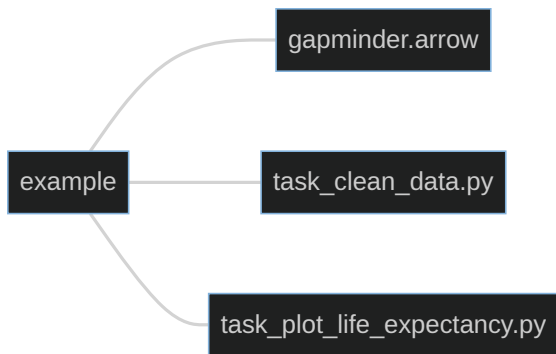 gapminder.arrow
example
task_clean_data.py
task_plot_life_expectancy.py